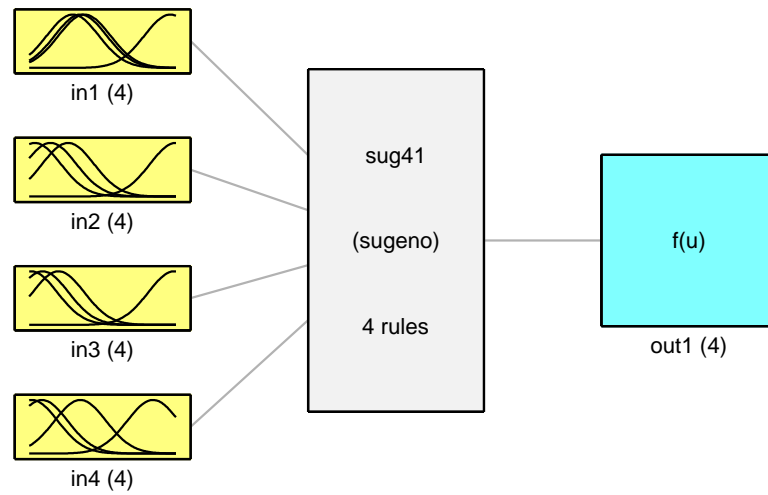 in1 (4)
in2 (4)
in3 (4)
in4 (4)
sug41
(sugeno)
4 rules
f(u)
out1 (4)